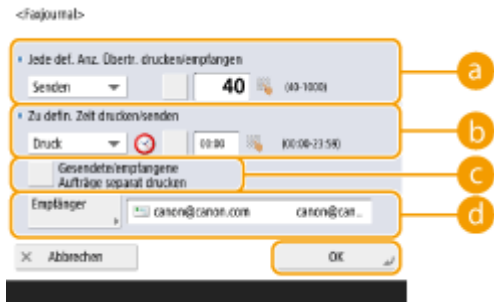 <Faxjournal>
Jede def. Anz. Übertr. drucken/empfangen
a
Senden 40 (40-1000)
Zu defin. Zeit drucken/senden
b
Druck 00:00 (00:00-23:59)
Gesendete/empfangene
Aufträge separat drucken
c
Empfänger canon@canon.com canon@can...
d
Abbrechen OK